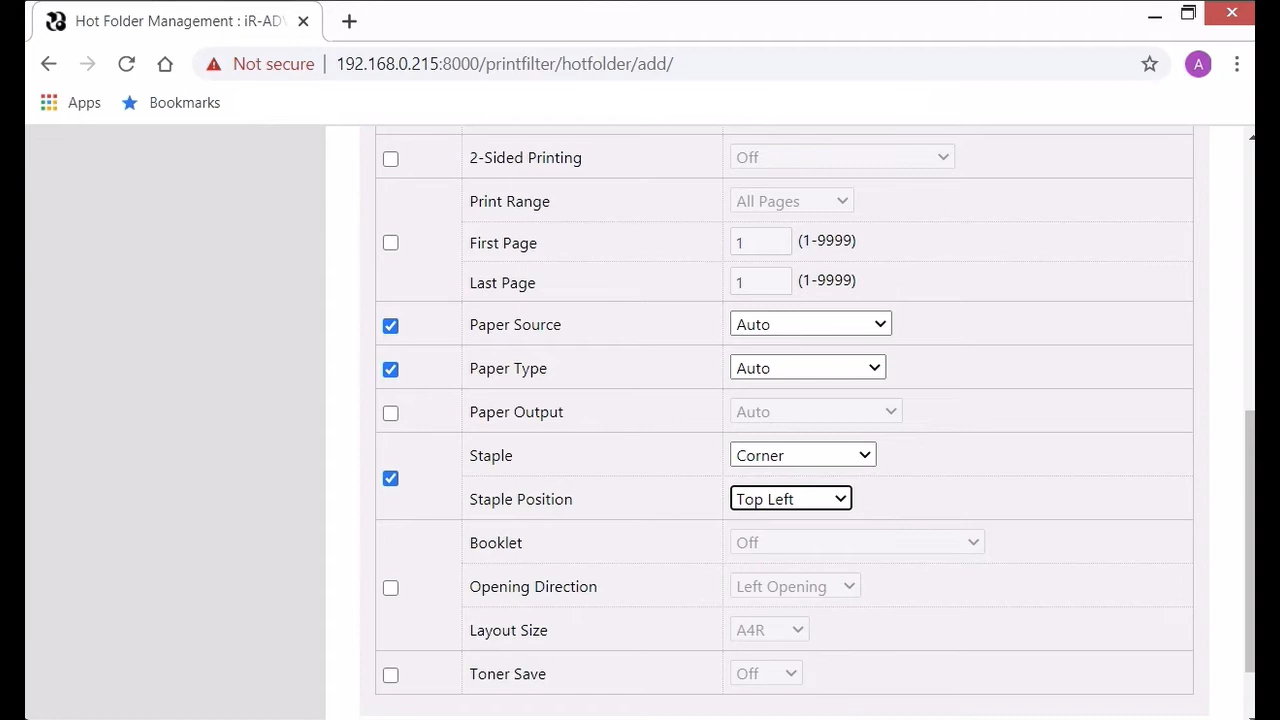 Hot Folder Management : iR-AD
Not secure | 192.168.0.215:8000/printfilter/hotfolder/add/
A
Apps
Bookmarks
2-Sided Printing Off
Print Range All Pages
First Page 1 (1-9999)
Last Page 1 (1-9999)
Paper Source Auto
Paper Type Auto
Paper Output Auto
Staple Corner
Staple Position Top Left
Booklet Off
Opening Direction Left Opening
Layout Size A4R
Toner Save Off